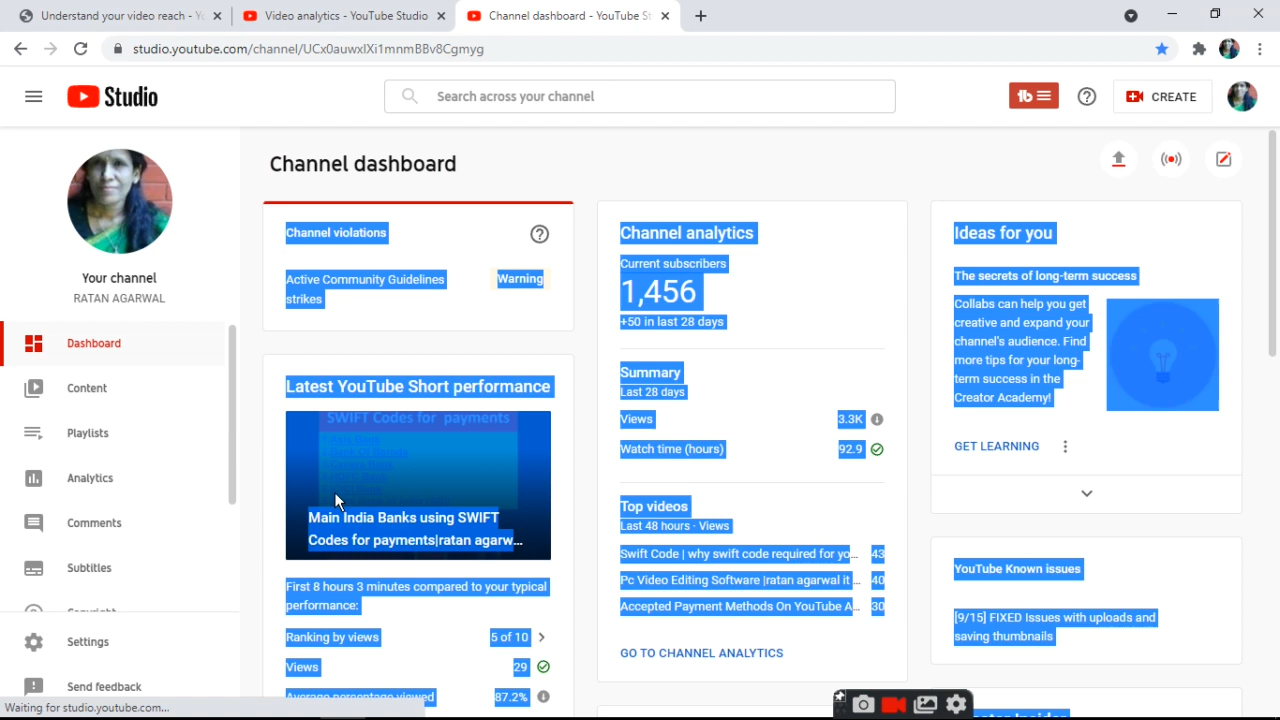 Understand your video reach - Yo
Video analytics - YouTube Studio
Channel dashboard - YouTube St
studio.youtube.com/channel/UCx0auwxIXi1mnmBBv8Cgmyg
Studio
Search across your channel
CREATE
Your channel
RATAN AGARWAL
Dashboard
Content
Playlists
Analytics
Comments
Subtitles
Copyright
Settings
Send feedback
Waiting for studio.youtube.com...
Channel dashboard
Channel violations
Active Community Guidelines
strikes
Warning
Latest YouTube Short performance
SWIFT Codes for payments
Main India Banks using SWIFT
Codes for payments|ratan agarw...
First 8 hours 3 minutes compared to your typical
performance:
Ranking by views 5 of 10
Views 29
Average percentage viewed 87.2%
Channel analytics
Current subscribers
1,456
+50 in last 28 days
Summary
Last 28 days
Views 3.3K
Watch time (hours) 92.9
Top videos
Last 48 hours · Views
Swift Code | why swift code required for yo... 43
Pc Video Editing Software |ratan agarwal it ... 40
Accepted Payment Methods On YouTube A... 30
GO TO CHANNEL ANALYTICS
Ideas for you
The secrets of long-term success
Collabs can help you get
creative and expand your
channel's audience. Find
more tips for your long-
term success in the
Creator Academy!
GET LEARNING
YouTube Known issues
[9/15] FIXED Issues with uploads and
saving thumbnails